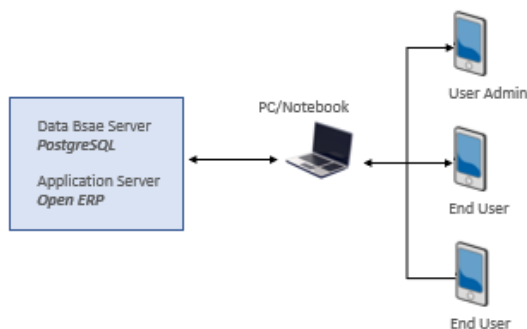 Data Bsae Server
PostgreSQL
Application Server
Open ERP
PC/Notebook
User Admin
End User
End User